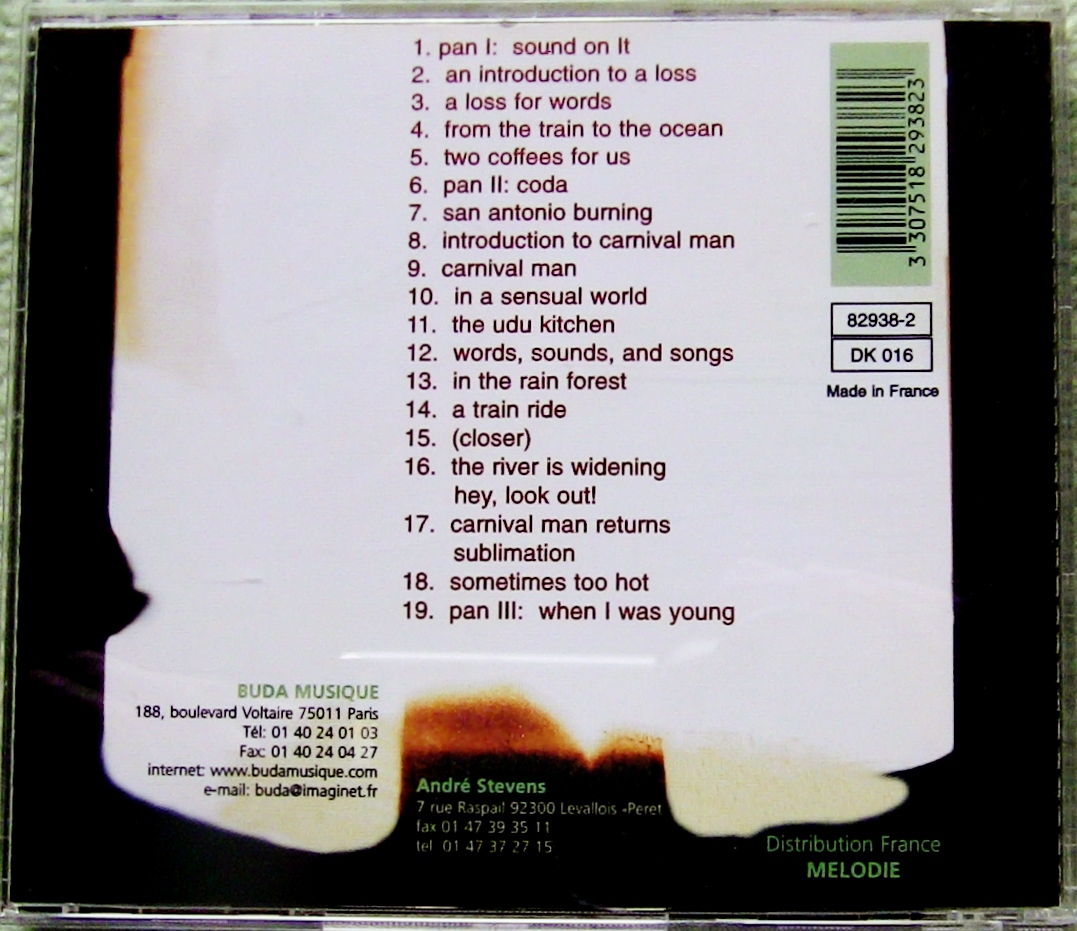 1. pan I: sound on It
2. an introduction to a loss
3. a loss for words
4. from the train to the ocean
5. two coffees for us
6. pan II: coda
7. san antonio burning
8. introduction to carnival man
9. carnival man
10. in a sensual world
11. the udu kitchen
12. words, sounds, and songs
13. in the rain forest
14. a train ride
15. (closer)
16. the river is widening
hey, look out!
17. carnival man returns
sublimation
18. sometimes too hot
19. pan III: when I was young
3 307518 293823
82938-2
DK 016
Made in France
BUDA MUSIQUE
188, boulevard Voltaire 75011 Paris
Tél: 01 40 24 01 03
Fax: 01 40 24 04 27
internet: www.budamusique.com
e-mail: buda@imaginet.fr
André Stevens
7 rue Raspail 92300 Levallois -Peret
fax 01 47 39 35 11
tel 01 47 37 27 15
Distribution France
MELODIE